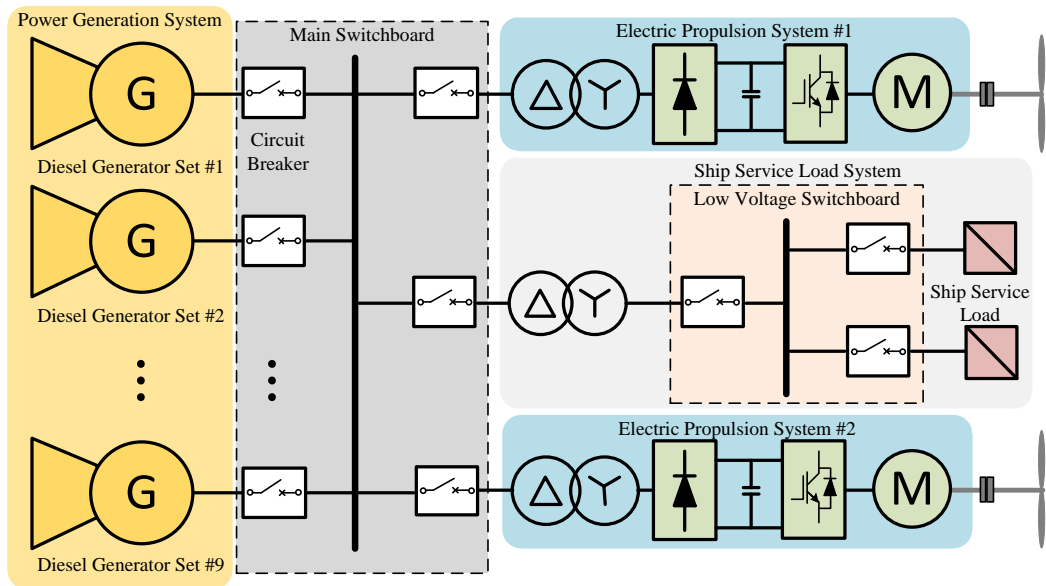 Power Generation System
G
Diesel Generator Set #1
G
Diesel Generator Set #2
G
Diesel Generator Set #9
Main Switchboard
Circuit
Breaker
Electric Propulsion System #1
M
Ship Service Load System
Low Voltage Switchboard
Ship Service
Load
Electric Propulsion System #2
M